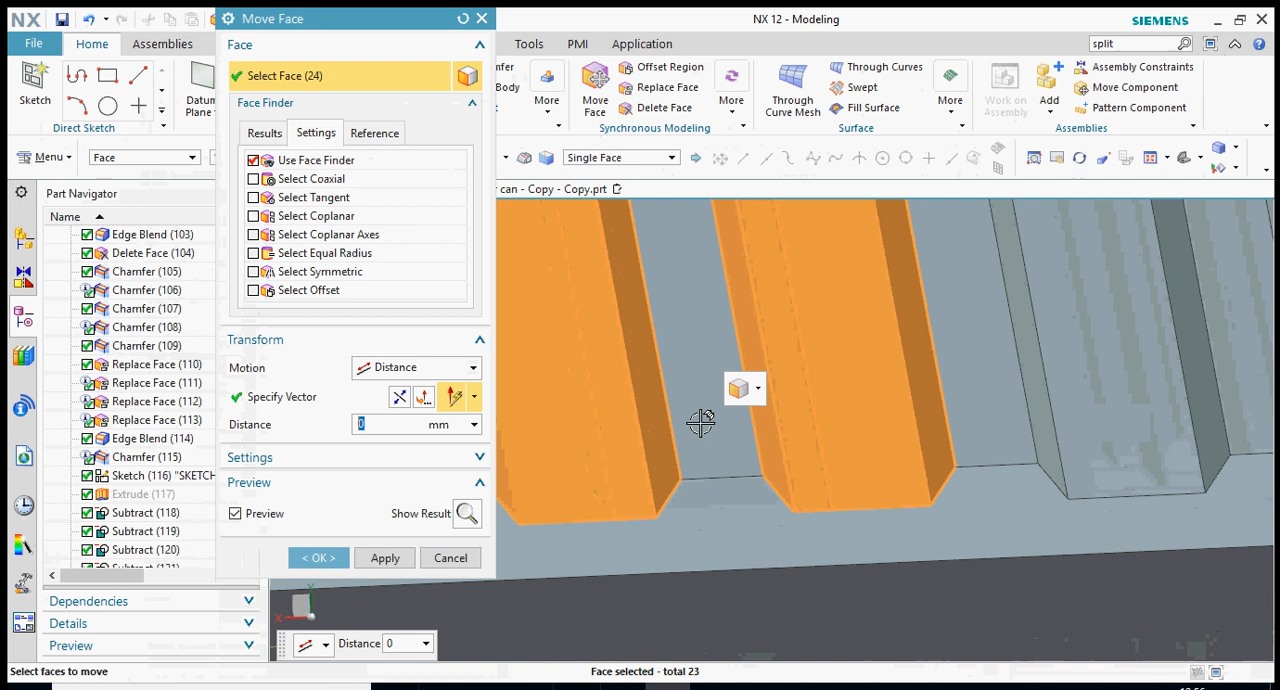 NX
Move Face
NX 12 - Modeling
SIEMENS
File
Home
Assemblies
Tools
PMI
Application
split
Face
Select Face (24)
Face Finder
Results
Settings
Reference
Use Face Finder
Select Coaxial
Select Tangent
Select Coplanar
Select Coplanar Axes
Select Equal Radius
Select Symmetric
Select Offset
Transform
Motion
Distance
Specify Vector
Distance
0
mm
Settings
Preview
Preview
Show Result
< OK >
Apply
Cancel
Sketch
Datum
Plane
Direct Sketch
Body
More
Move
Face
Offset Region
Replace Face
Delete Face
More
Synchronous Modeling
Through
Curve Mesh
Through Curves
Swept
Fill Surface
More
Surface
Work on
Assembly
Add
Assembly Constraints
Move Component
Pattern Component
Assemblies
Menu
Face
Single Face
can - Copy - Copy.prt
Part Navigator
Name
Edge Blend (103)
Delete Face (104)
Chamfer (105)
Chamfer (106)
Chamfer (107)
Chamfer (108)
Chamfer (109)
Replace Face (110)
Replace Face (111)
Replace Face (112)
Replace Face (113)
Edge Blend (114)
Chamfer (115)
Sketch (116) "SKETCH
Extrude (117)
Subtract (118)
Subtract (119)
Subtract (120)
Dependencies
Details
Preview
X
Y
Distance 0
Select faces to move
Face selected - total 23